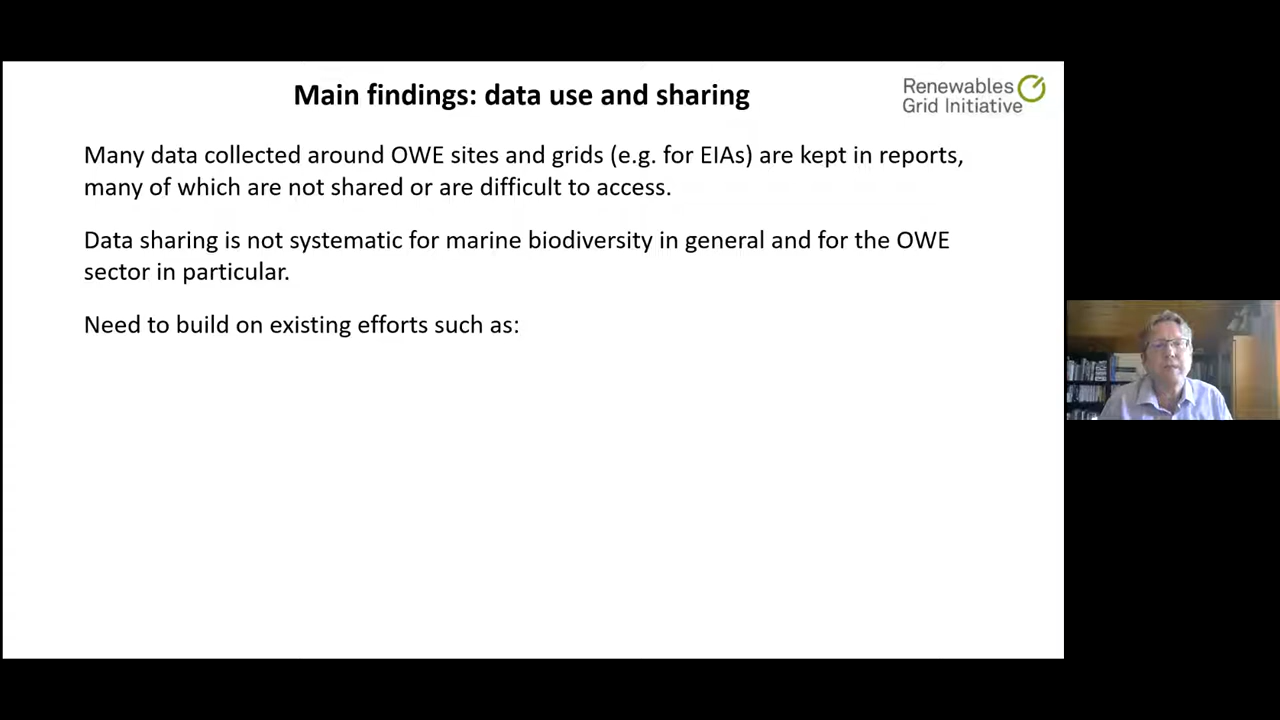 Main findings: data use and sharing
Renewables
Grid Initiative
Many data collected around OWE sites and grids (e.g. for EIAs) are kept in reports,
many of which are not shared or are difficult to access.
Data sharing is not systematic for marine biodiversity in general and for the OWE
sector in particular.
Need to build on existing efforts such as: